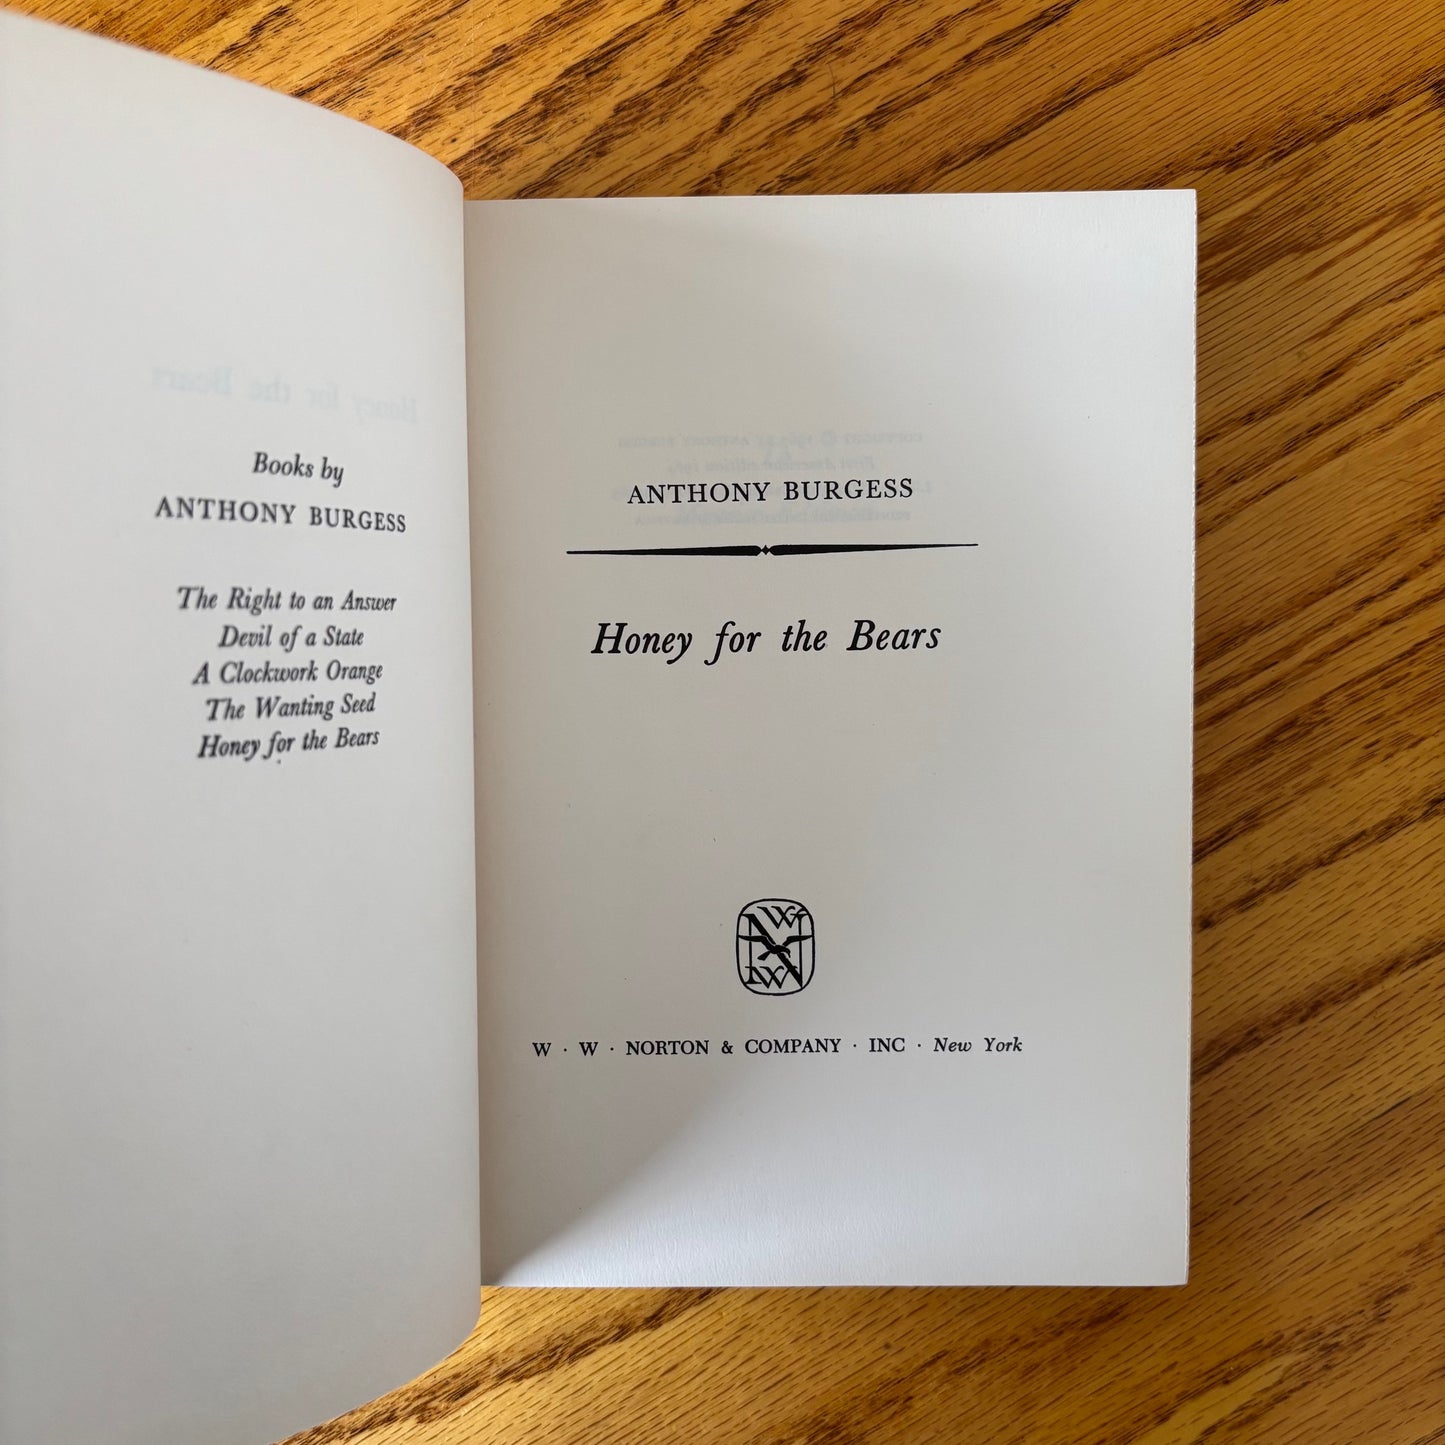 Books by
ANTHONY BURGESS
The Right to an Answer
Devil of a State
A Clockwork Orange
The Wanting Seed
Honey for the Bears
ANTHONY BURGESS
Honey for the Bears
W · W · NORTON & COMPANY · INC · New York